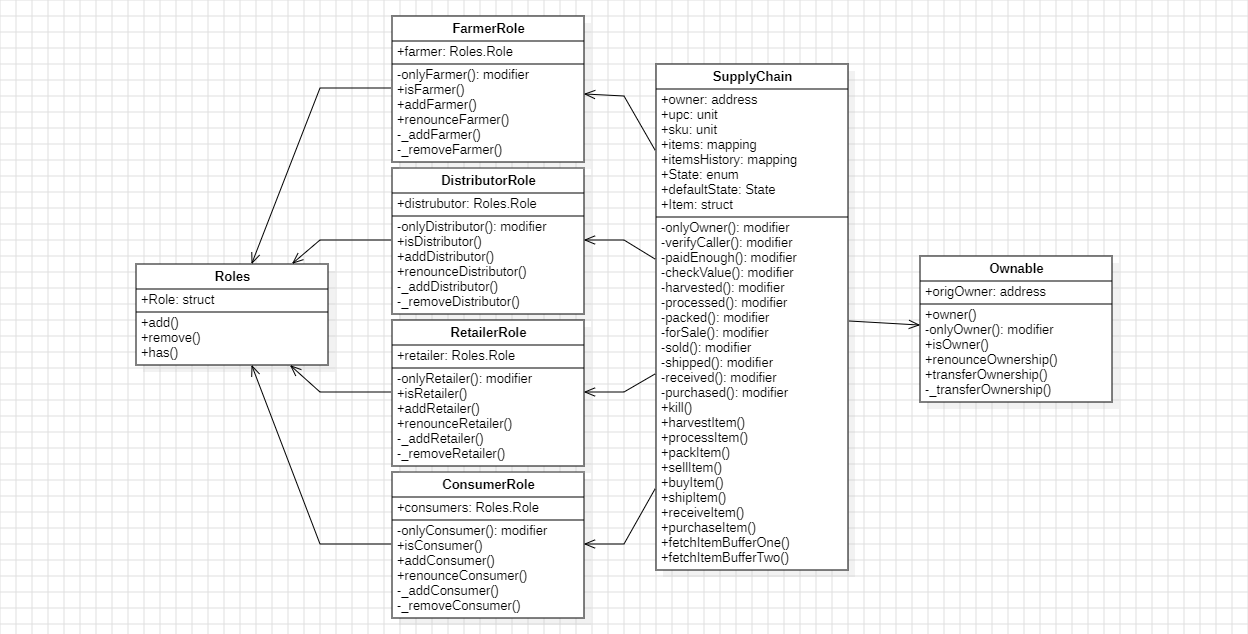 FarmerRole
+farmer: Roles.Role
-onlyFarmer(): modifier
+isFarmer()
+addFarmer()
+renounceFarmer()
-_addFarmer()
-_removeFarmer()
DistributorRole
+distrubutor: Roles.Role
-onlyDistributor(): modifier
+isDistributor()
+addDistributor()
+renounceDistributor()
-_addDistributor()
-_removeDistributor()
Roles
+Role: struct
+add()
+remove()
+has()
RetailerRole
+retailer: Roles.Role
-onlyRetailer(): modifier
+isRetailer()
+addRetailer()
+renounceRetailer()
-_addRetailer()
-_removeRetailer()
ConsumerRole
+consumers: Roles.Role
-onlyConsumer(): modifier
+isConsumer()
+addConsumer()
+renounceConsumer()
-_addConsumer()
-_removeConsumer()
SupplyChain
+owner: address
+upc: unit
+sku: unit
+items: mapping
+itemsHistory: mapping
+State: enum
+defaultState: State
+Item: struct
-onlyOwner(): modifier
-verifyCaller(): modifier
-paidEnough(): modifier
-checkValue(): modifier
-harvested(): modifier
-processed(): modifier
-packed(): modifier
-forSale(): modifier
-sold(): modifier
-shipped(): modifier
-received(): modifier
-purchased(): modifier
+kill()
+harvestItem()
+processItem()
+packItem()
+sellItem()
+buyItem()
+shipItem()
+receiveItem()
+purchaseItem()
+fetchItemBufferOne()
+fetchItemBufferTwo()
Ownable
+origOwner: address
+owner()
-onlyOwner(): modifier
+isOwner()
+renounceOwnership()
+transferOwnership()
-_transferOwnership()